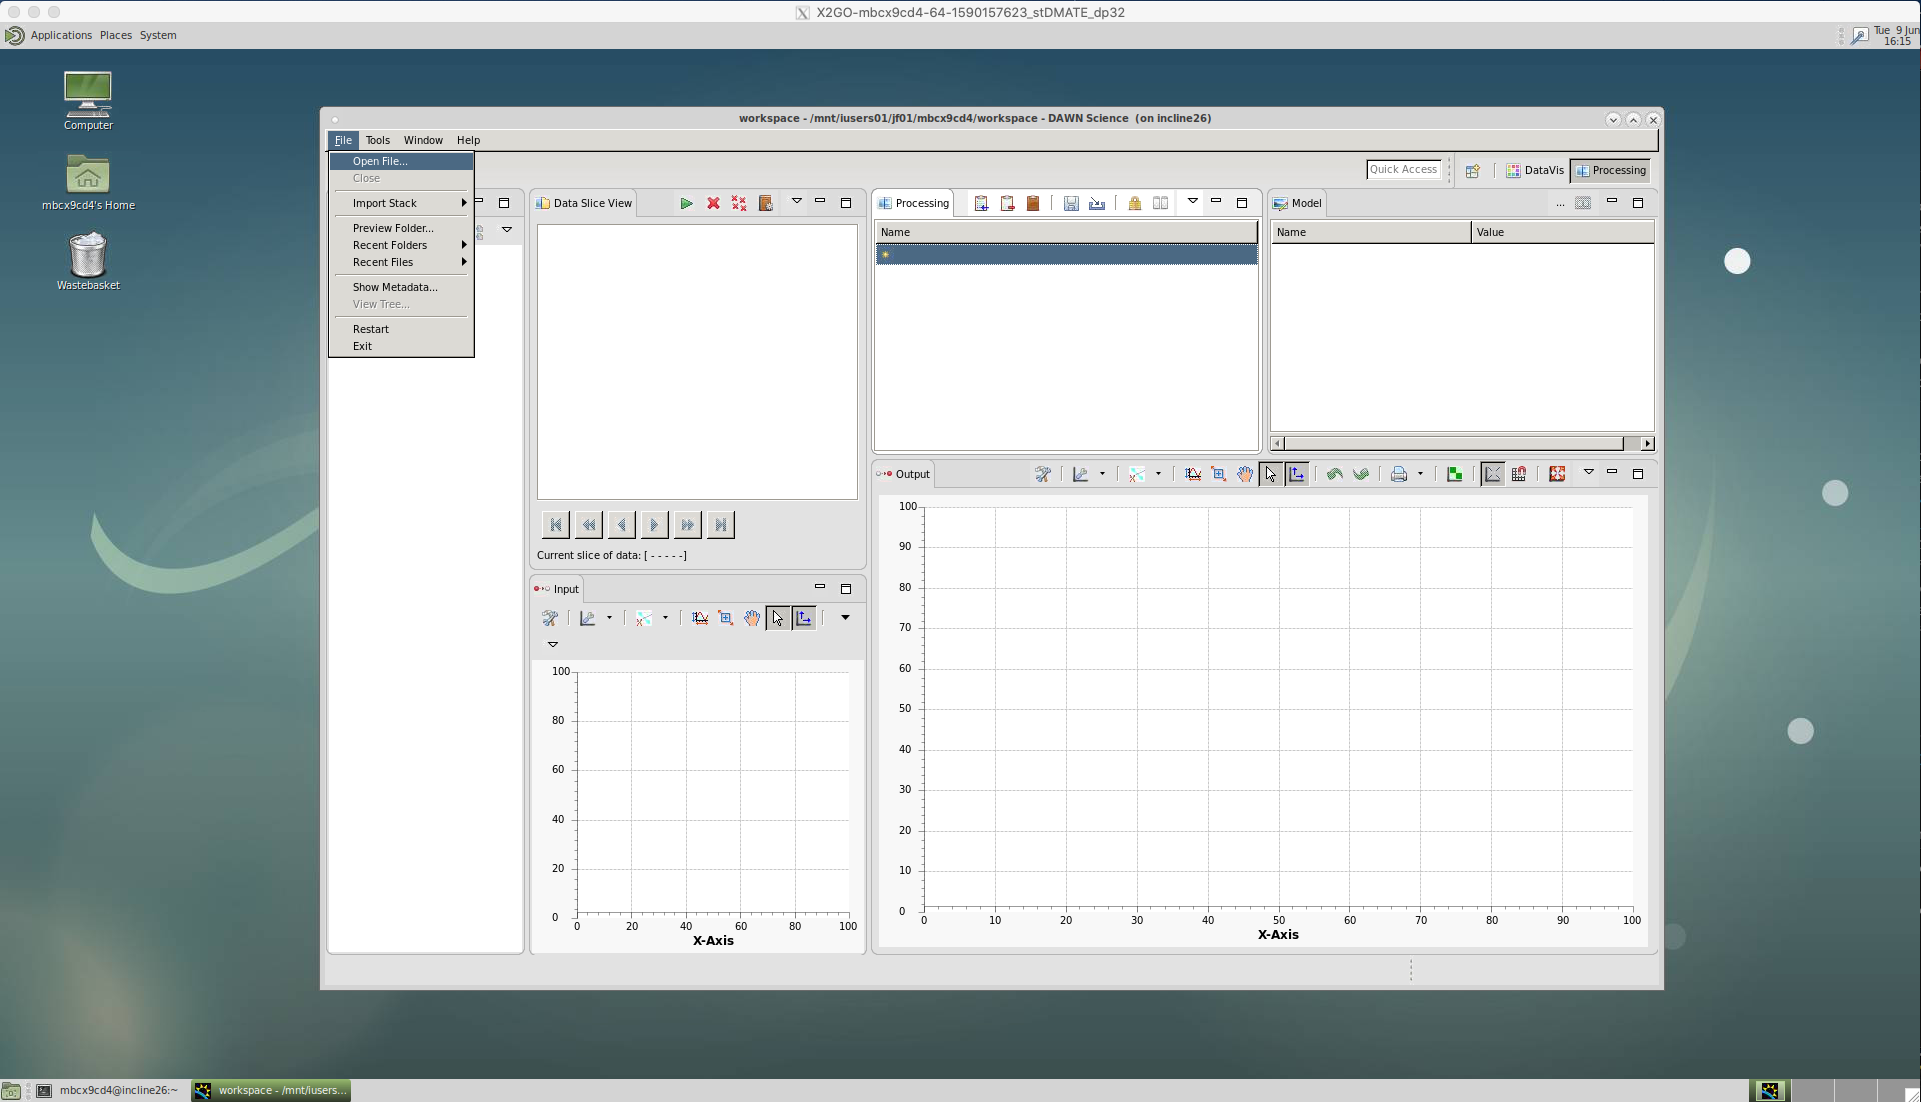 X2GO-mbcx9cd4-64-1590157623_stDMATE_dp32
Applications Places System
Tue 9 Jun
16:15
Computer
mbcx9cd4's Home
Wastebasket
workspace - /mnt/iusers01/jf01/mbcx9cd4/workspace - DAWN Science (on incline26)
File Tools Window Help
Open File...
Close
Import Stack
Preview Folder...
Recent Folders
Recent Files
Show Metadata...
View Tree...
Restart
Exit
Quick Access
DataVis
Processing
Data Slice View
Current slice of data: [ - - - - -]
Processing
Name
Model
...
Name Value
Input
100
80
60
40
20
0
0 20 40 60 80 100
X-Axis
Output
100
90
80
70
60
50
40
30
20
10
0
0 10 20 30 40 50 60 70 80 90 100
X-Axis
mbcx9cd4@incline26:~
workspace - /mnt/iusers...